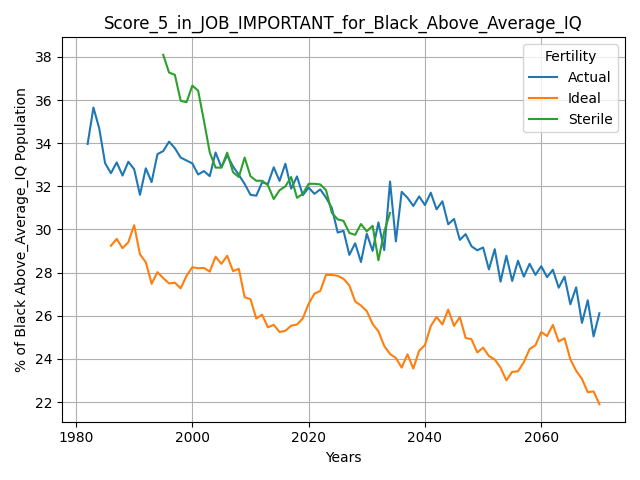 Score_5_in_JOB_IMPORTANT_for_Black_Above_Average_IQ
% of Black Above_Average_IQ Population
38
36
34
32
30
28
26
24
22
Fertility
Actual
Ideal
Sterile
1980
2000
2020
2040
2060
Years